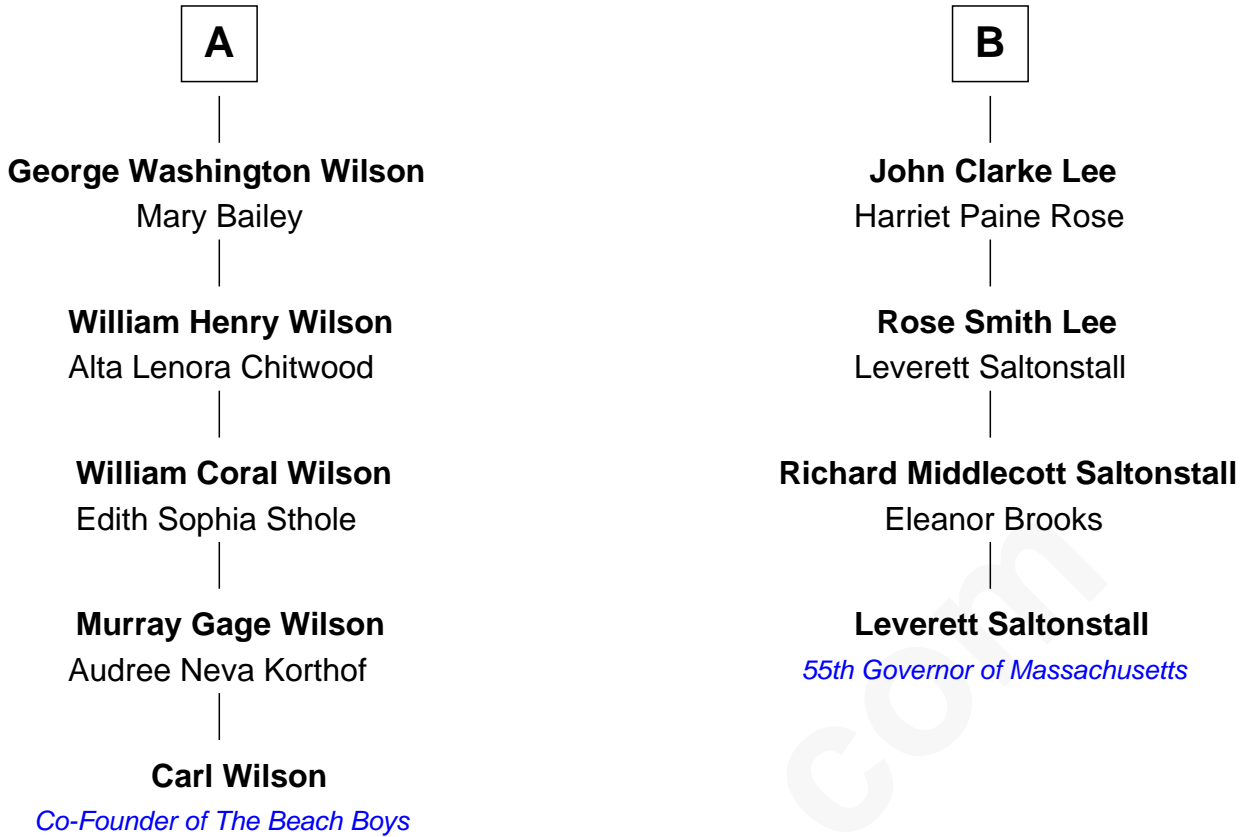 A
B
George Washington Wilson
Mary Bailey
John Clarke Lee
Harriet Paine Rose
William Henry Wilson
Alta Lenora Chitwood
Rose Smith Lee
Leverett Saltonstall
William Coral Wilson
Edith Sophia Sthole
Richard Middlecott Saltonstall
Eleanor Brooks
Murray Gage Wilson
Audree Neva Korthof
Leverett Saltonstall
55th Governor of Massachusetts
Carl Wilson
Co-Founder of The Beach Boys
com